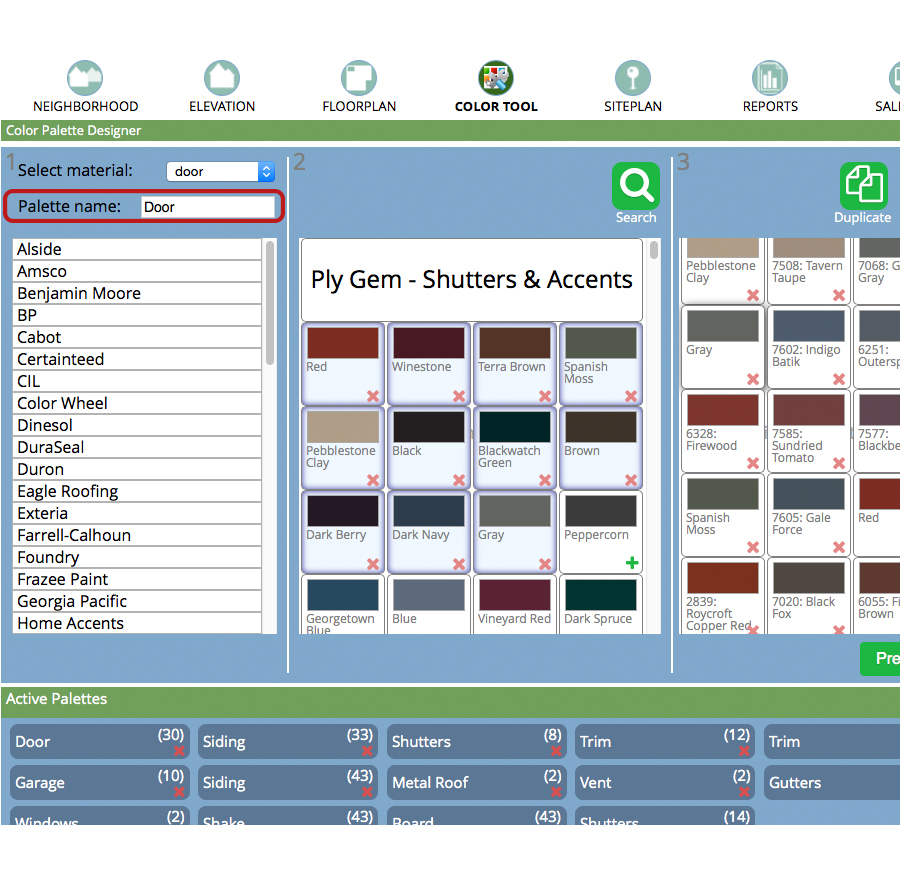 NEIGHBORHOOD ELEVATION FLOORPLAN COLOR TOOL SITEPLAN REPORTS
Color Palette Designer
1 Select material: door
Palette name: Door
Alside
Amsco
Benjamin Moore
BP
Cabot
Certainteed
CIL
Color Wheel
Dinesol
DuraSeal
Duron
Eagle Roofing
Exteria
Farrell-Calhoun
Foundry
Frazee Paint
Georgia Pacific
Home Accents
2
Search
Ply Gem - Shutters & Accents
Red
Winestone
Terra Brown
Spanish
Moss
Pebblestone
Clay
Black
Blackwatch
Green
Brown
Dark Berry
Dark Navy
Gray
Peppercorn
Georgetown
Blue
Blue
Vineyard Red
Dark Spruce
3
Duplicate
Pebblestone
Clay
7508: Tavern
Taupe
7068: G
Gray
Gray
7602: Indigo
Batik
6251:
Outersp
6328:
Firewood
7585:
Sundried
Tomato
7577:
Blackbe
Spanish
Moss
7605: Gale
Force
Red
2839:
Roycroft
Copper Red
7020: Black
Fox
6055: Fi
Brown
Pre
Active Palettes
Door (30) Siding (33) Shutters (8) Trim (12) Trim
Garage (10) Siding (43) Metal Roof (2) Vent (2) Gutters
Windows (2) Shake (43) Board (43) Shutters (14)